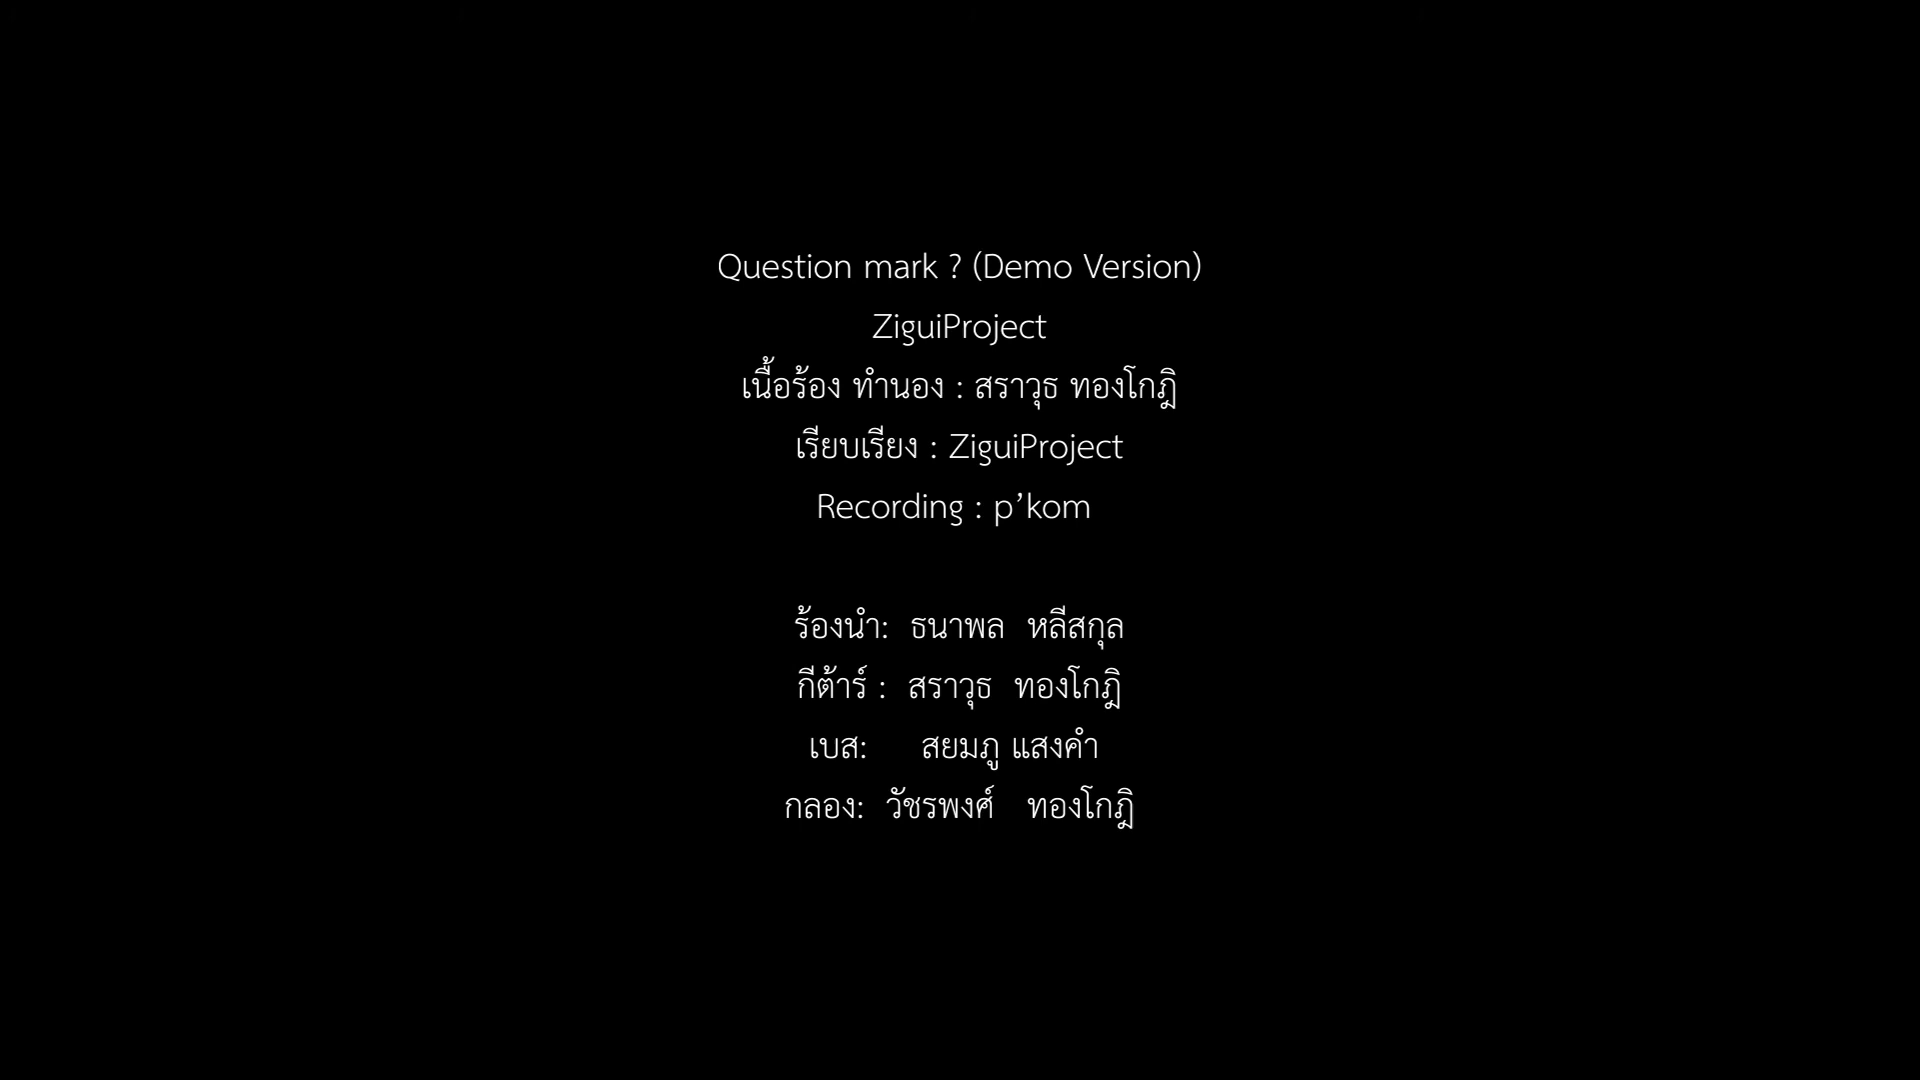 Question mark ? (Demo Version)
ZiguiProject
เนื้อร้อง ทำนอง : สราวุธ ทองโกฎิ
เรียบเรียง : ZiguiProject
Recording : p’kom
ร้องนำ: ธนาพล หลีสกุล
กีต้าร์ : สราวุธ ทองโกฎิ
เบส: สยมภู แสงคำ
กลอง: วัชรพงศ์ ทองโกฎิ